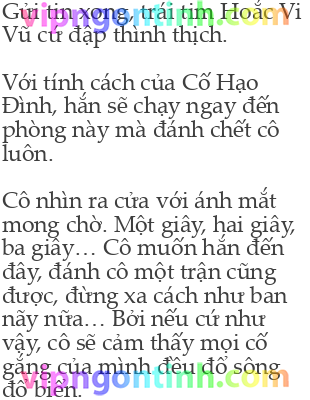 Gửi tin xong, trái tim Hoắc Vi
Vũ cứ đập thình thịch.
Với tính cách của Cố Hạo
Đình, hắn sẽ chạy ngay đến
phòng này mà đánh chết cô
luôn.
Cô nhìn ra cửa với ánh mắt
mong chờ. Một giây, hai giây,
ba giây... Cô muốn hắn đến
đây, đánh cô một trận cũng
được, đừng xa cách như ban
nãy nữa... Bởi nếu cứ như
vậy, cô sẽ cảm thấy mọi cố
gắng của mình đều đổ sông
đổ biển.
vipngontinh.com
vipngontinh.com